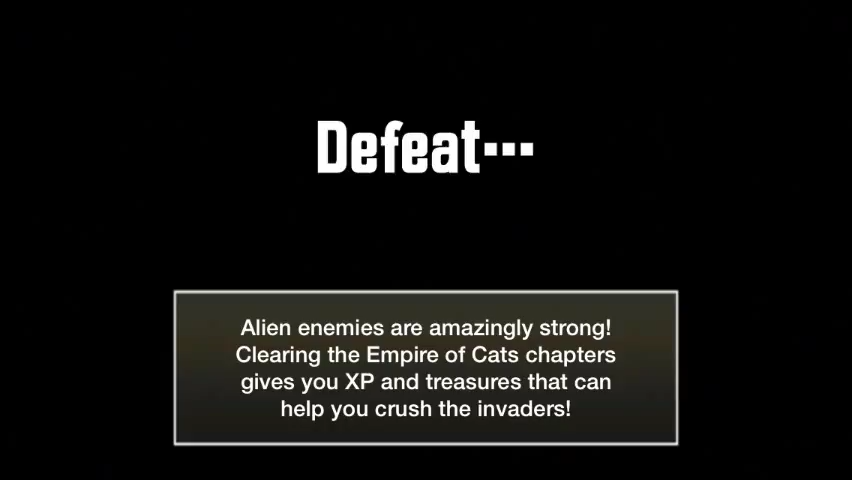 Defeat···
Alien enemies are amazingly strong!
Clearing the Empire of Cats chapters
gives you XP and treasures that can
help you crush the invaders!